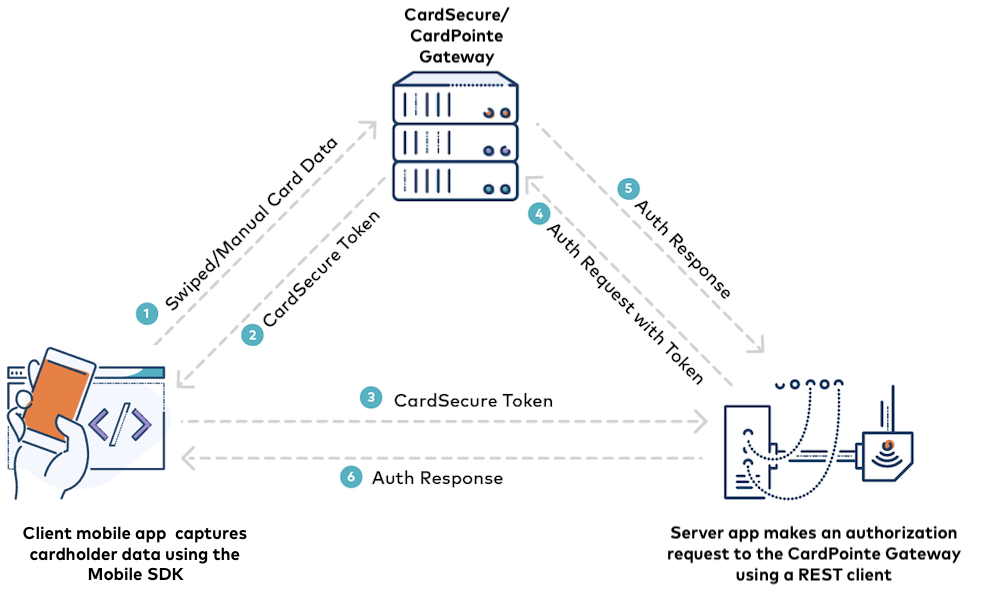 CardSecure/
CardPointe
Gateway
1 Swiped/Manual Card Data
2 CardSecure Token
5 Auth Response
4 Auth Request with Token
3 CardSecure Token
6 Auth Response
Client mobile app captures
cardholder data using the
Mobile SDK
Server app makes an authorization
request to the CardPointe Gateway
using a REST client